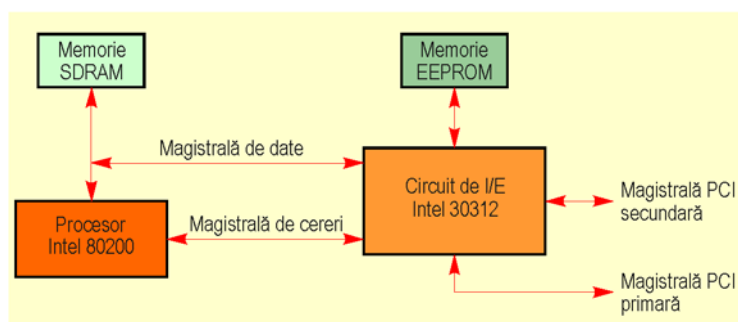 Memorie
SDRAM
Memorie
EEPROM
Magistrală de date
Circuit de I/E
Intel 30312
Magistrală PCI
secundară
Procesor
Intel 80200
Magistrală de cereri
Magistrală PCI
primară